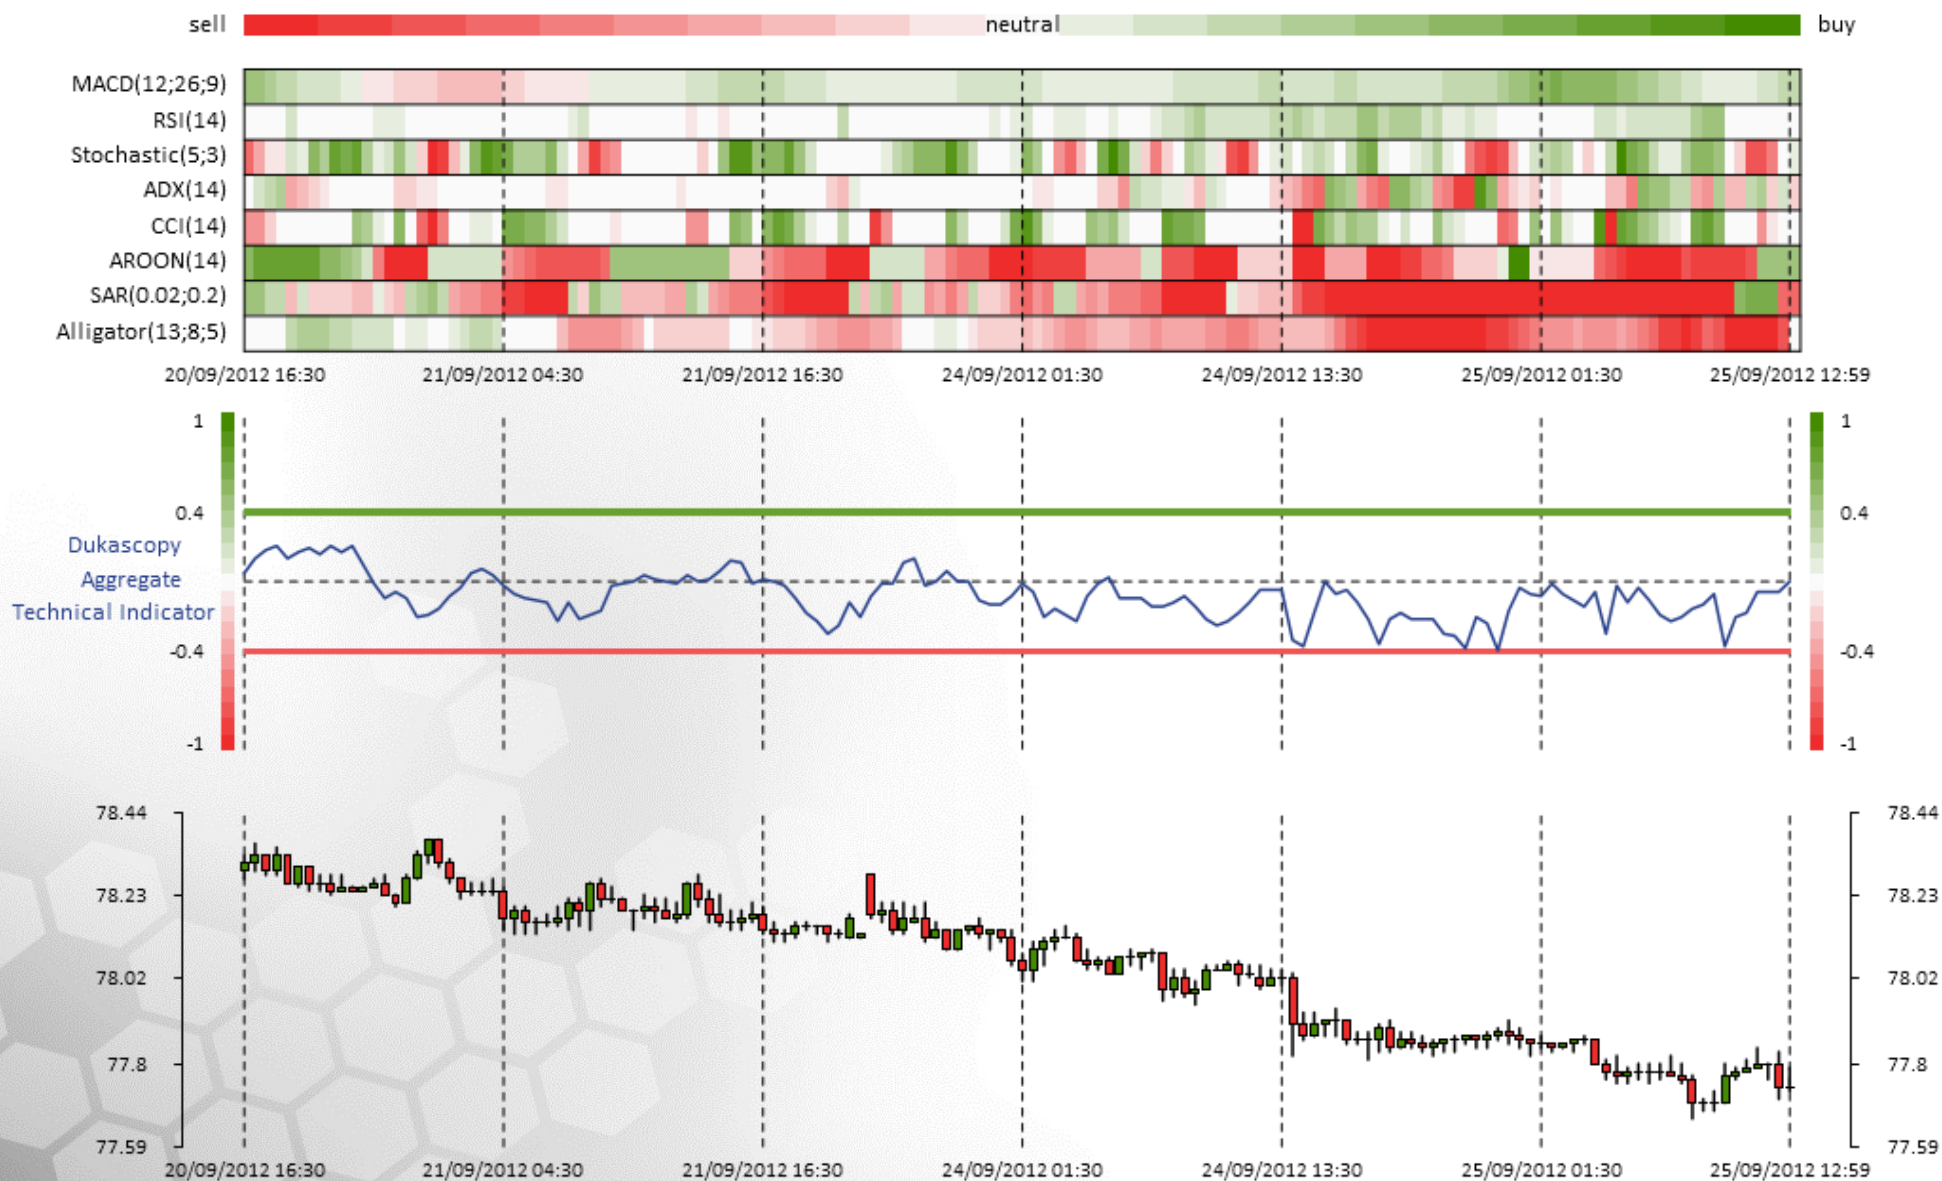 sell neutral buy
MACD(12;26;9)
RSI(14)
Stochastic(5;3)
ADX(14)
CCI(14)
AROON(14)
SAR(0.02;0.2)
Alligator(13;8;5)
20/09/2012 16:30 21/09/2012 04:30 21/09/2012 16:30 24/09/2012 01:30 24/09/2012 13:30 25/09/2012 01:30 25/09/2012 12:59
1 1
0.4 0.4
Dukascopy
Aggregate
Technical Indicator
-0.4 -0.4
-1 -1
78.44 78.44
78.23 78.23
78.02 78.02
77.8 77.8
77.59 77.59
20/09/2012 16:30 21/09/2012 04:30 21/09/2012 16:30 24/09/2012 01:30 24/09/2012 13:30 25/09/2012 01:30 25/09/2012 12:59